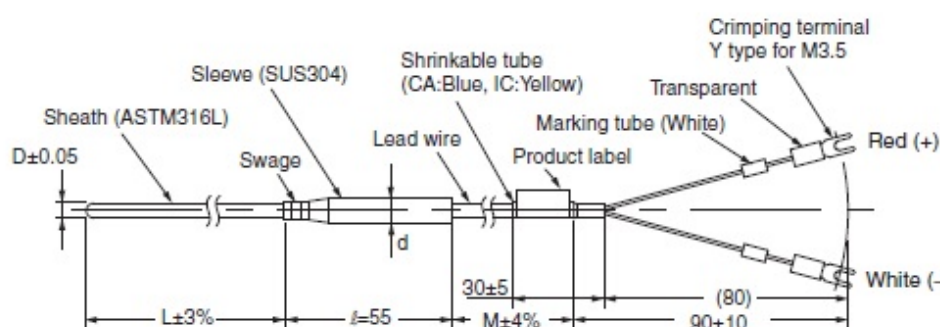 Crimping terminal
Y type for M3.5
Shrinkable tube
(CA:Blue, IC:Yellow)
Transparent
Sleeve (SUS304)
Sheath (ASTM316L)
Marking tube (White)
Red (+)
Lead wire
Product label
D±0.05
Swage
d
White (–
30±5
(80)
L±3%
ℓ=55
M±4%
90±10